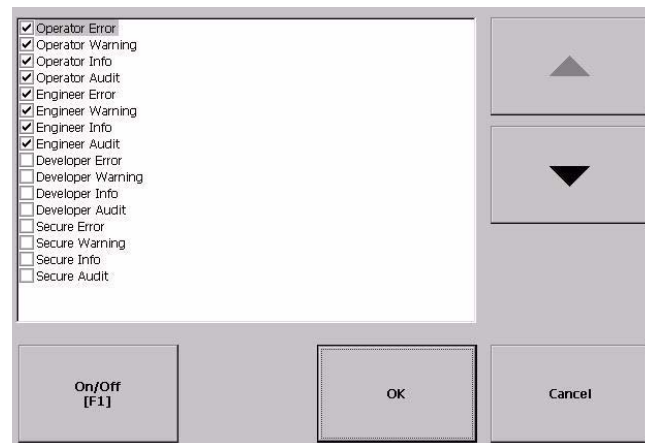 Operator Error
Operator Warning
Operator Info
Operator Audit
Engineer Error
Engineer Warning
Engineer Info
Engineer Audit
Developer Error
Developer Warning
Developer Info
Developer Audit
Secure Error
Secure Warning
Secure Info
Secure Audit
On/Off
[F1]
OK
Cancel